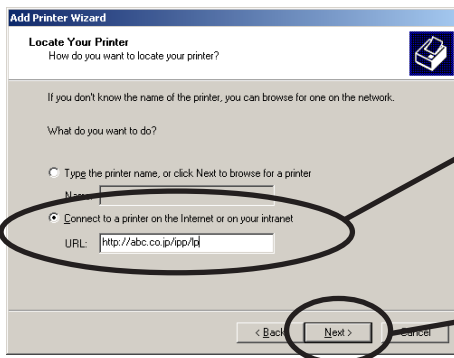 Add Printer Wizard
Locate Your Printer
How do you want to locate your printer?
If you don't know the name of the printer, you can browse for one on the network.
What do you want to do?
Type the printer name, or click Next to browse for a printer
Name:
Connect to a printer on the Internet or on your intranet
URL: http://abc.co.jp/ipp/lp
< Back Next > Cancel